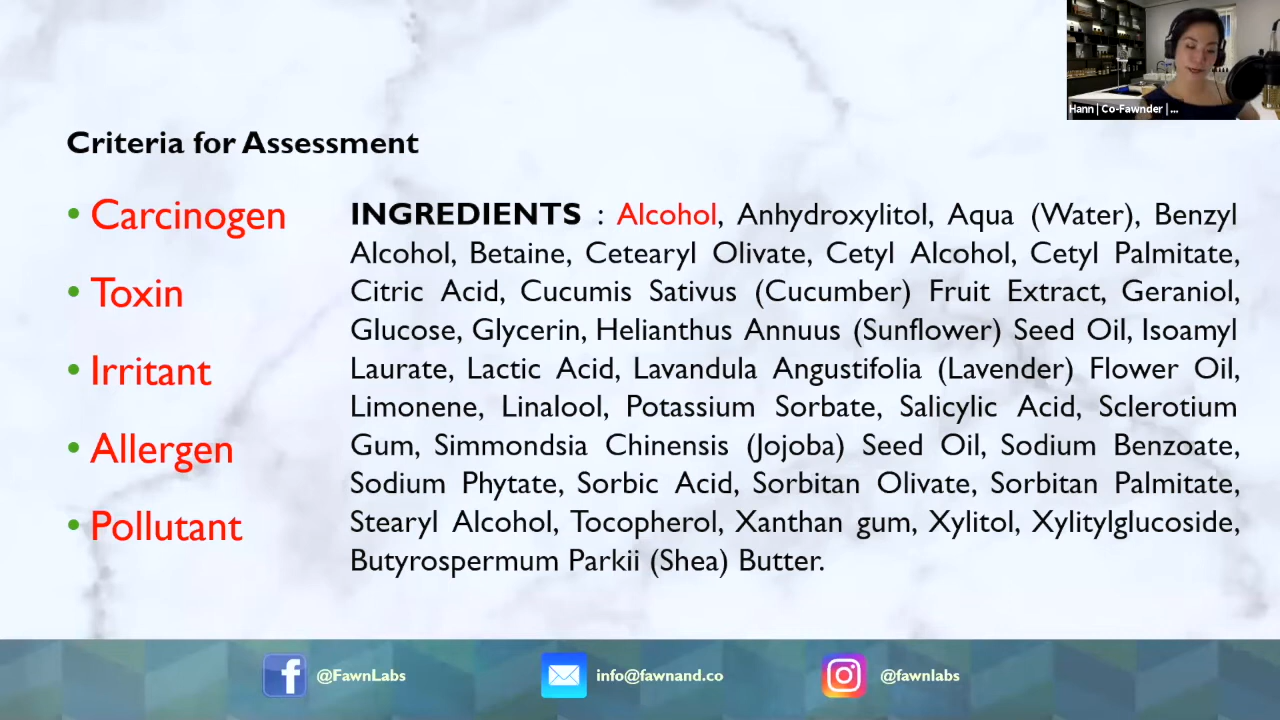 Hann | Co-Fawnder | ...
Criteria for Assessment
• Carcinogen
• Toxin
• Irritant
• Allergen
• Pollutant
INGREDIENTS : Alcohol, Anhydroxylitol, Aqua (Water), Benzyl
Alcohol, Betaine, Cetearyl Olivate, Cetyl Alcohol, Cetyl Palmitate,
Citric Acid, Cucumis Sativus (Cucumber) Fruit Extract, Geraniol,
Glucose, Glycerin, Helianthus Annuus (Sunflower) Seed Oil, Isoamyl
Laurate, Lactic Acid, Lavandula Angustifolia (Lavender) Flower Oil,
Limonene, Linalool, Potassium Sorbate, Salicylic Acid, Sclerotium
Gum, Simmondsia Chinensis (Jojoba) Seed Oil, Sodium Benzoate,
Sodium Phytate, Sorbic Acid, Sorbitan Olivate, Sorbitan Palmitate,
Stearyl Alcohol, Tocopherol, Xanthan gum, Xylitol, Xylitylglucoside,
Butyrospermum Parkii (Shea) Butter.
@FawnLabs
info@fawnand.co
@fawnlabs